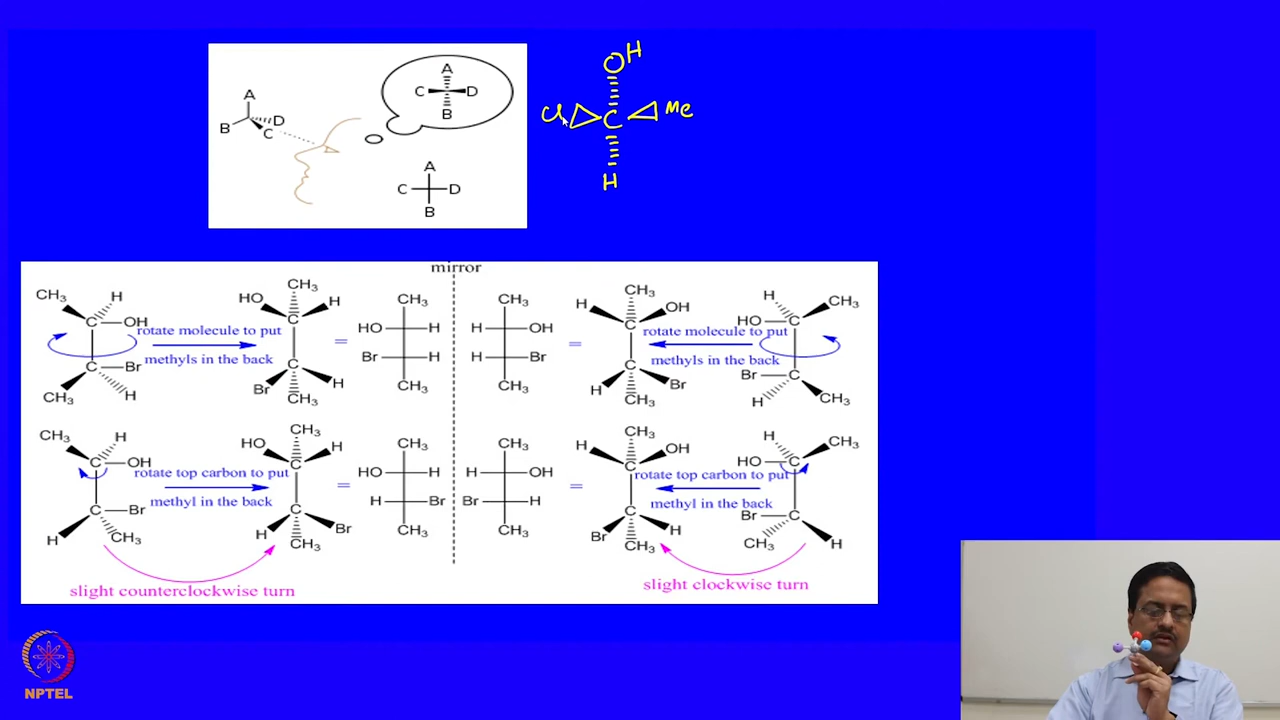 A
B
D
C
A
C
D
B
A
C
D
B
OH
Cl
C
Me
H
mirror
CH3
H
C
OH
rotate molecule to put
methyls in the back
C
Br
CH3
H
CH3
HO
H
C
C
Br
H
CH3
=
CH3
HO
H
Br
H
CH3
CH3
H
OH
H
Br
CH3
=
CH3
H
OH
C
C
H
Br
CH3
rotate molecule to put
methyls in the back
H
CH3
HO
C
Br
C
H
CH3
CH3
H
C
OH
rotate top carbon to put
methyl in the back
C
Br
H
CH3
CH3
HO
H
C
C
H
Br
CH3
=
CH3
HO
H
H
Br
CH3
CH3
H
OH
Br
H
CH3
=
CH3
H
OH
C
C
Br
H
CH3
rotate top carbon to put
methyl in the back
H
CH3
HO
C
Br
C
CH3
H
slight counterclockwise turn
slight clockwise turn
NPTEL